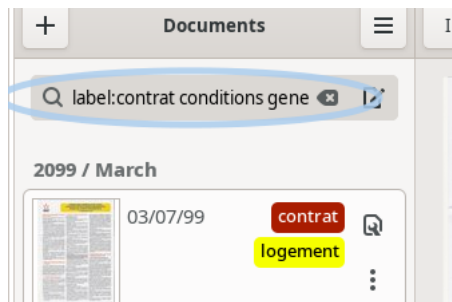 Documents
label:contrat conditions gene
2099 / March
03/07/99
contrat
logement